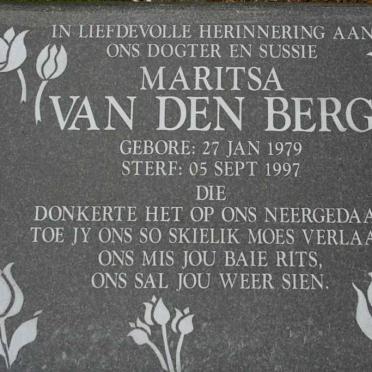 IN LIEFDEVOLLE HERINNERING AAN
ONS DOGTER EN SUSSIE
MARITSA
VAN DEN BERG
GEBORE: 27 JAN 1979
STERF: 05 SEPT 1997
DIE
DONKERTE HET OP ONS
TOE JY ONS SO SKIELIK MOES
ONS MIS JOU BAIE RITS,
ONS SAL JOU WEER SIEN.